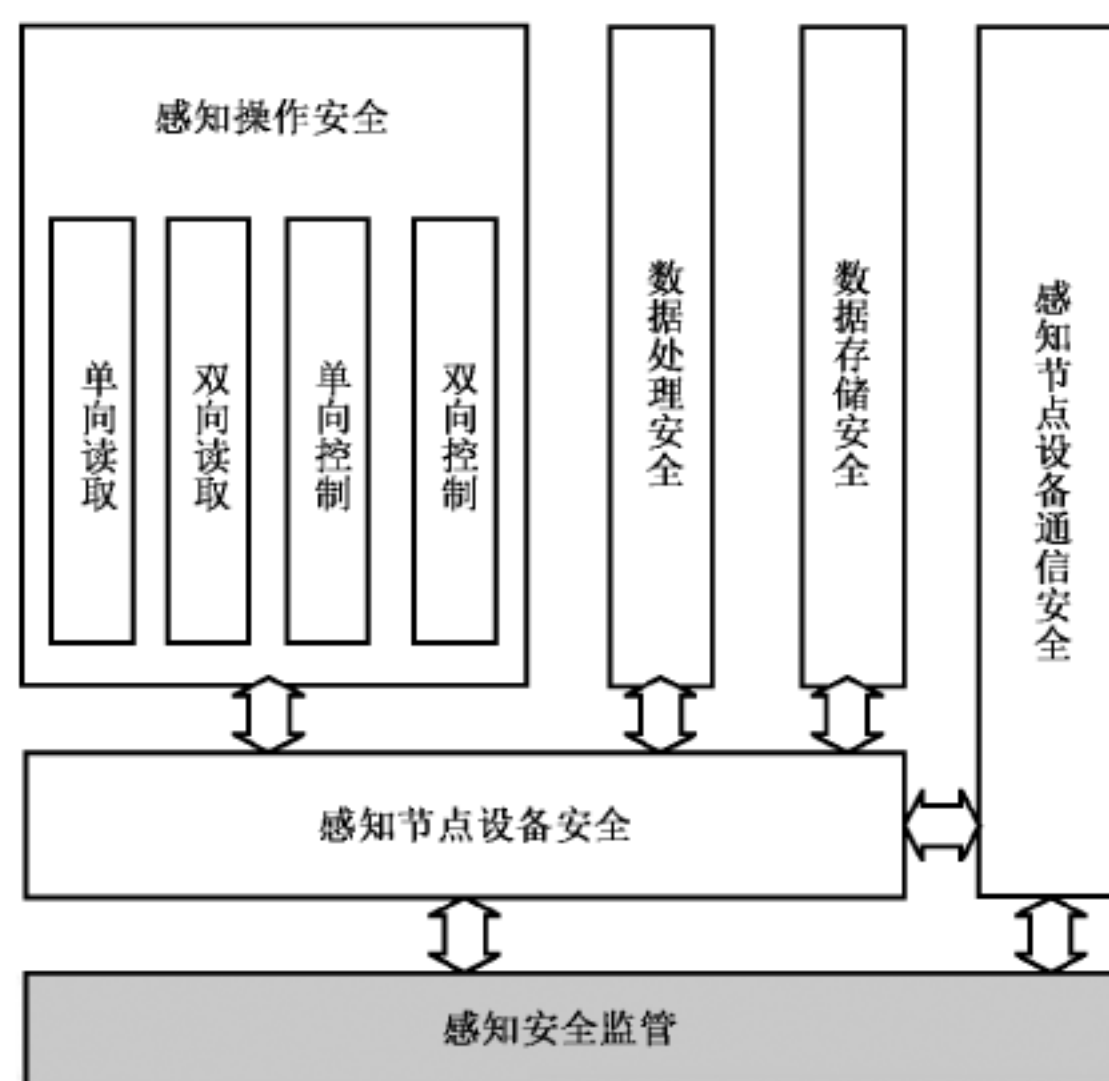 感知操作安全
单向读取
双向读取
单向控制
双向控制
数据处理安全
数据存储安全
感知节点设备通信安全
感知节点设备安全
感知安全监管